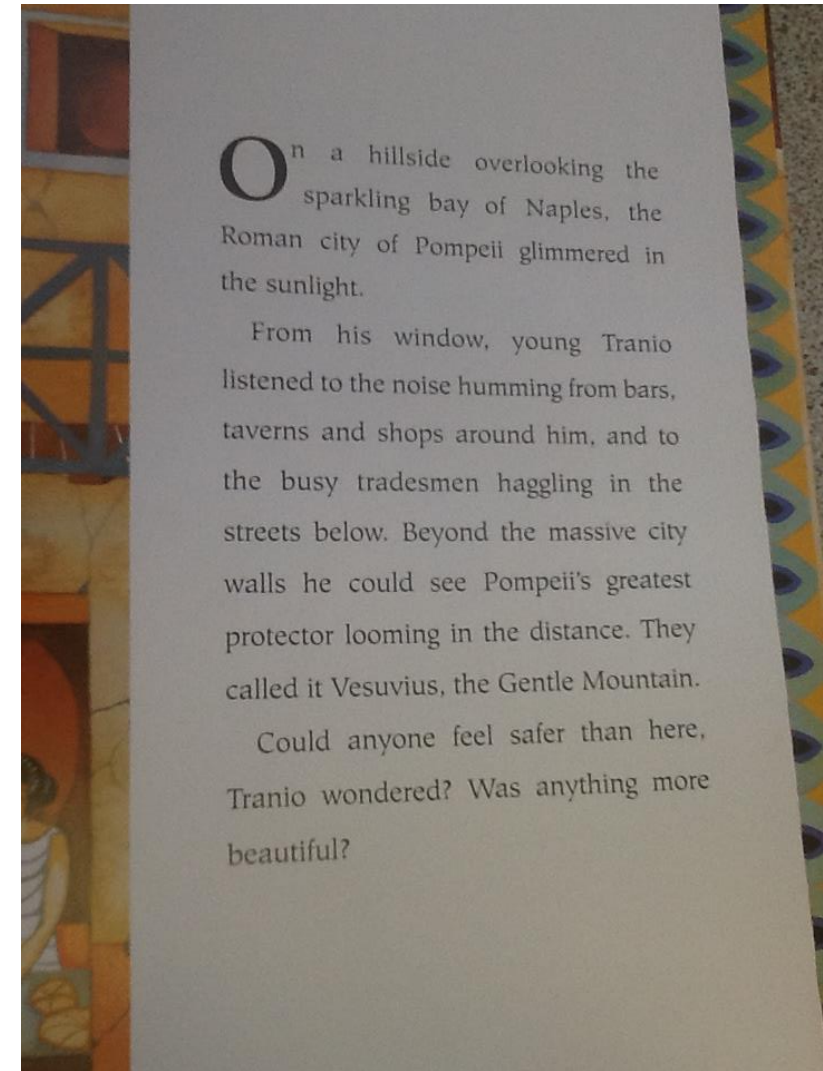 On a hillside overlooking the
sparkling bay of Naples, the
Roman city of Pompeii glimmered in
the sunlight.
From his window, young Tranio
listened to the noise humming from bars,
taverns and shops around him, and to
the busy tradesmen haggling in the
streets below. Beyond the massive city
walls he could see Pompeii's greatest
protector looming in the distance. They
called it Vesuvius, the Gentle Mountain.
Could anyone feel safer than here,
Tranio wondered? Was anything more
beautiful?